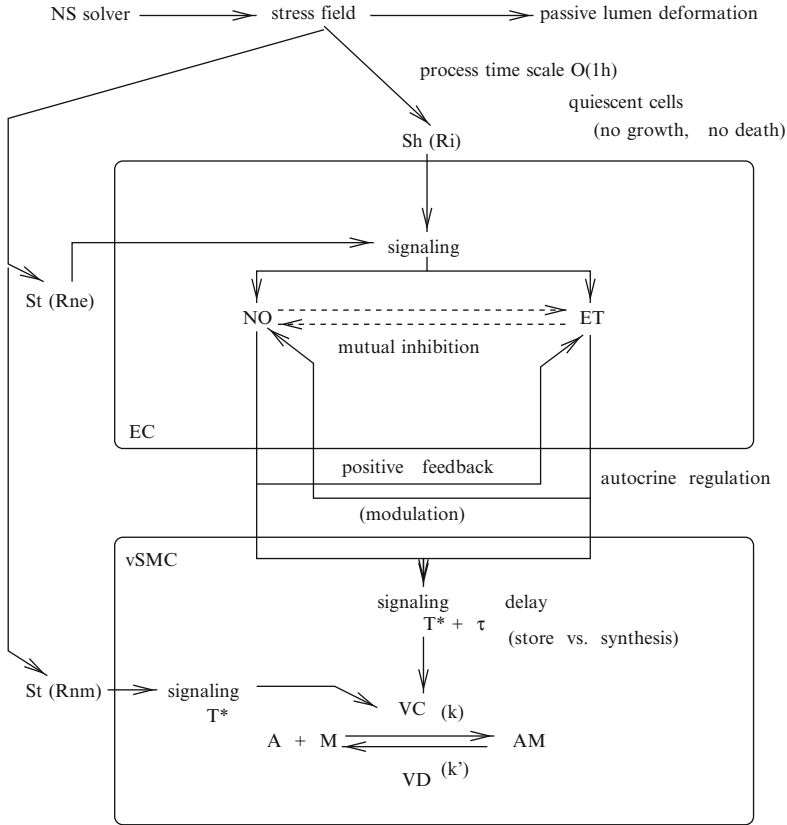 NS solver
stress field
passive lumen deformation
process time scale O(1h)
quiescent cells
(no growth, no death)
Sh (Ri)
signaling
St (Rne)
NO
ET
mutual inhibition
EC
positive feedback
autocrine regulation
(modulation)
vSMC
signaling
delay
T* + τ
(store vs. synthesis)
St (Rnm)
signaling
T*
VC
(k)
A + M
AM
VD
(k')